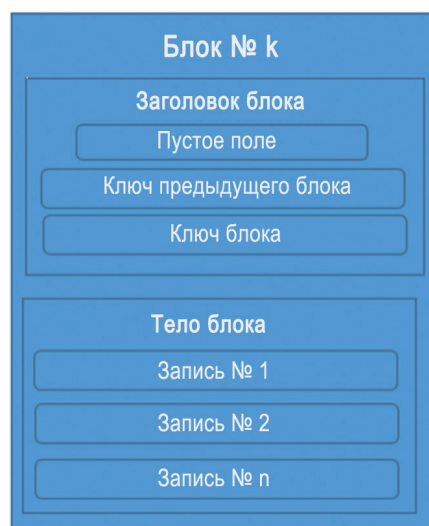 Блок № k
Заголовок блока
Пустое поле
Ключ предыдущего блока
Ключ блока
Тело блока
Запись № 1
Запись № 2
Запись № n